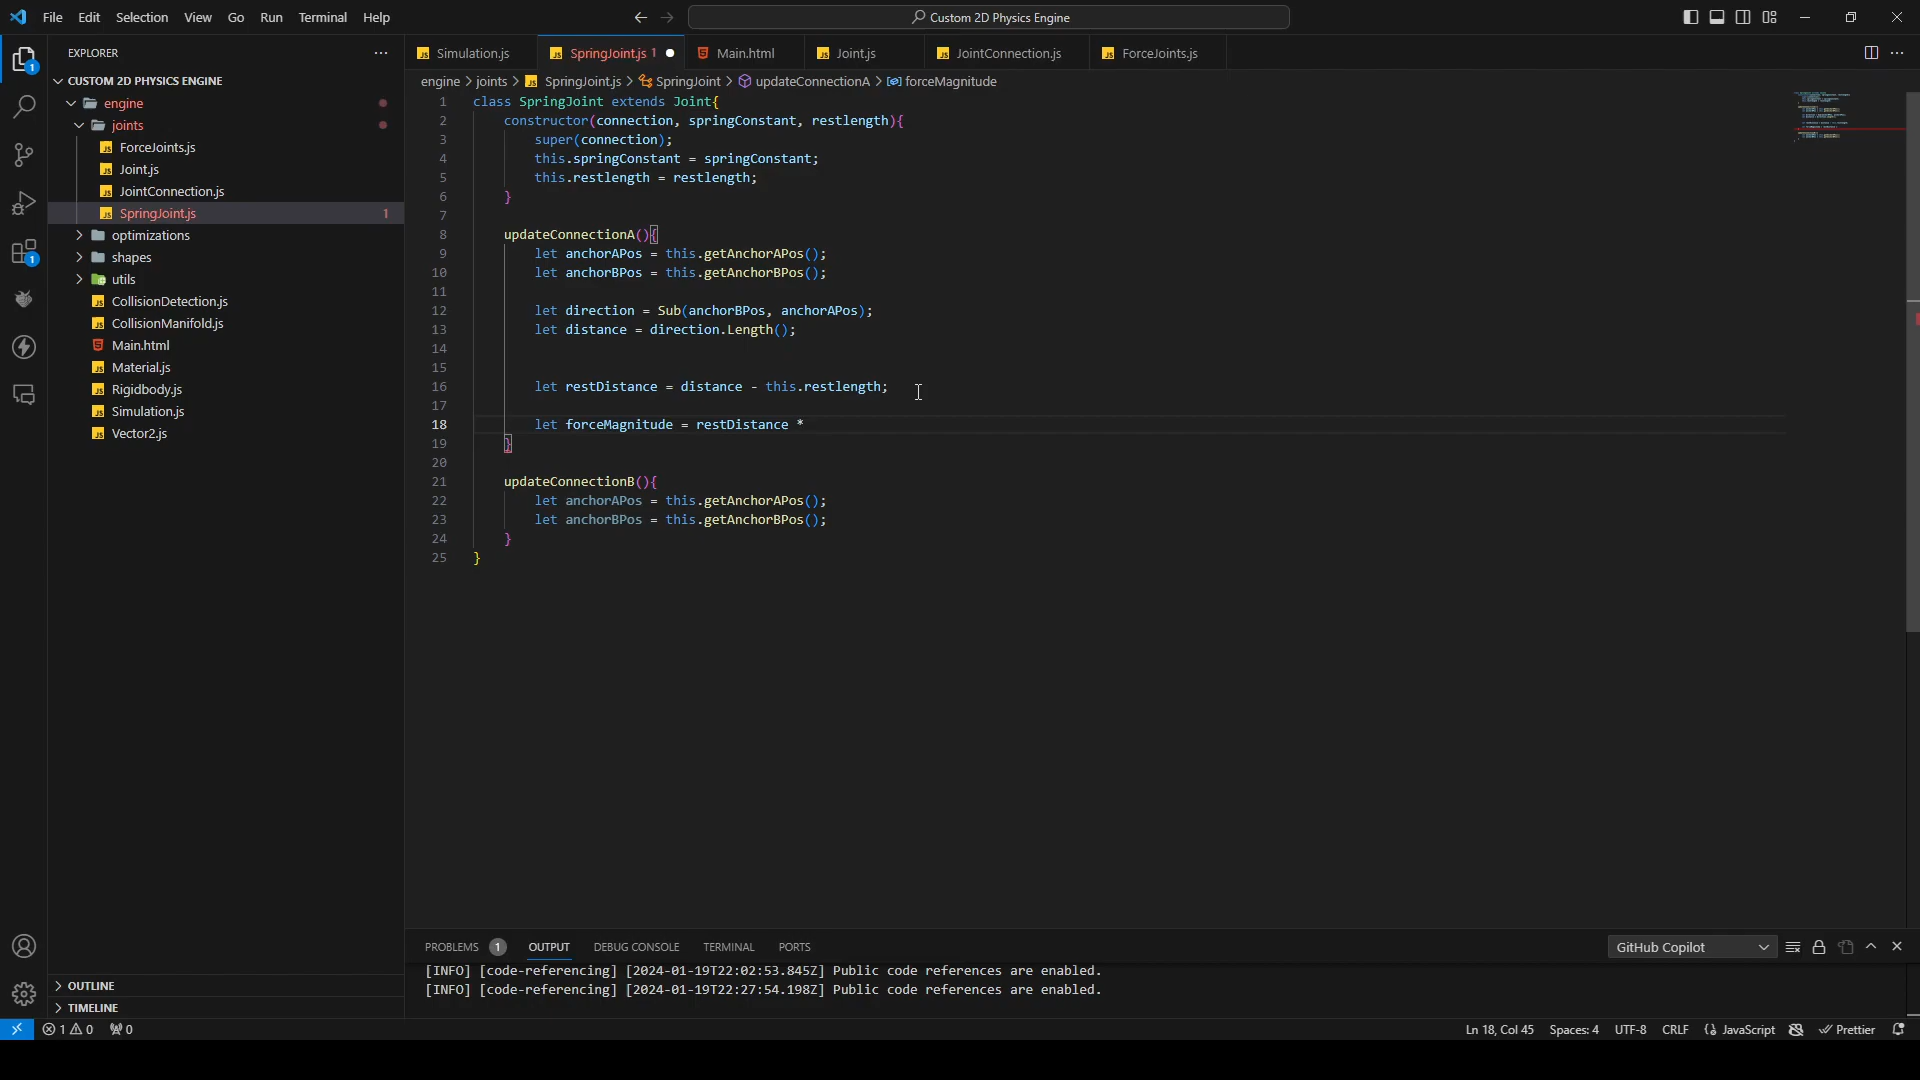 File Edit Selection View Go Run Terminal Help
Custom 2D Physics Engine
EXPLORER
Simulation.js
SpringJoint.js 1
Main.html
Joint.js
JointConnection.js
ForceJoints.js
CUSTOM 2D PHYSICS ENGINE
engine
joints
ForceJoints.js
Joint.js
JointConnection.js
SpringJoint.js 1
optimizations
shapes
utils
CollisionDetection.js
CollisionManifold.js
Main.html
Material.js
Rigidbody.js
Simulation.js
Vector2.js
OUTLINE
TIMELINE
1
1
engine > joints > SpringJoint.js > SpringJoint > updateConnectionA > forceMagnitude
1 class SpringJoint extends Joint{
2 constructor(connection, springConstant, restlength){
3 super(connection);
4 this.springConstant = springConstant;
5 this.restlength = restlength;
6 }
7
8 updateConnectionA(){
9 let anchorAPos = this.getAnchorAPos();
10 let anchorBPos = this.getAnchorBPos();
11
12 let direction = Sub(anchorBPos, anchorAPos);
13 let distance = direction.Length();
14
15
16 let restDistance = distance - this.restlength;
17
18 let forceMagnitude = restDistance *
19 }
20
21 updateConnectionB(){
22 let anchorAPos = this.getAnchorAPos();
23 let anchorBPos = this.getAnchorBPos();
24 }
25 }
PROBLEMS 1 OUTPUT DEBUG CONSOLE TERMINAL PORTS
GitHub Copilot
[INFO] [code-referencing] [2024-01-19T22:02:53.845Z] Public code references are enabled.
[INFO] [code-referencing] [2024-01-19T22:27:54.198Z] Public code references are enabled.
1 0 0
Ln 18, Col 45 Spaces: 4 UTF-8 CRLF JavaScript Prettier